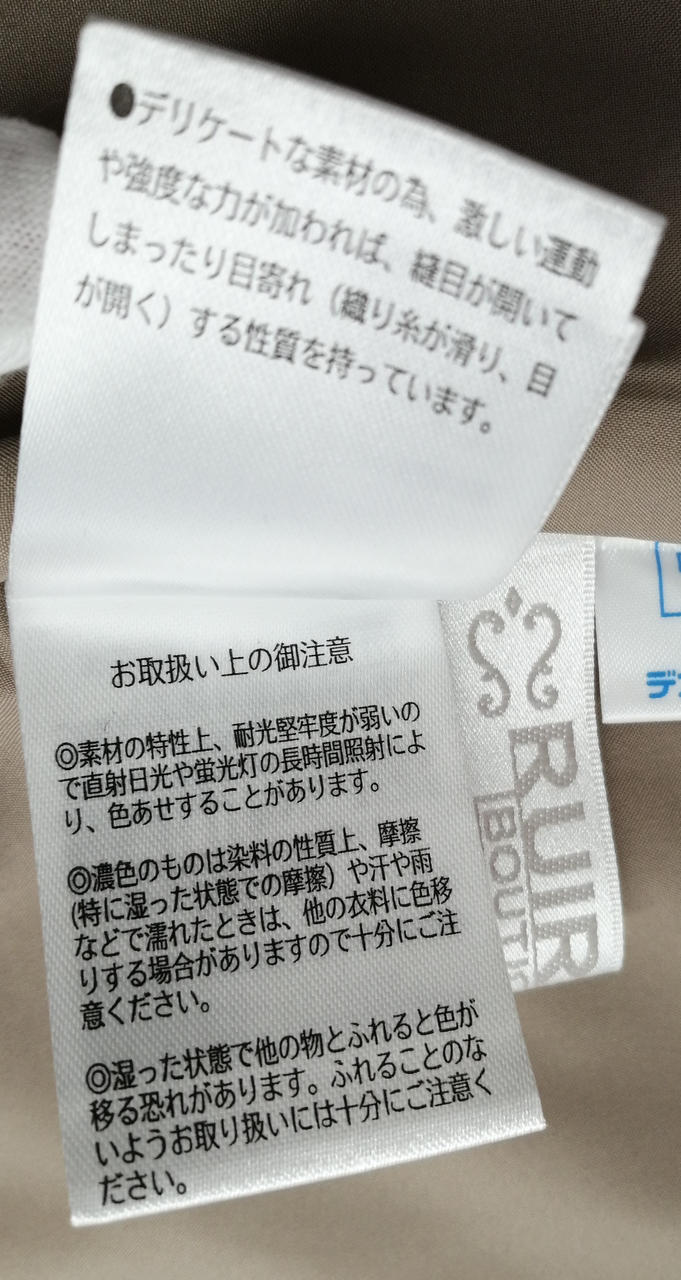 ●デリケートな素材の為、激しい運動
や強度な力が加われば、縫目が開いて
しまったり目寄れ（織り糸が滑り、目
が開く）する性質を持っています。
お取扱い上の御注意
◎素材の特性上、耐光堅牢度が弱いの
で直射日光や蛍光灯の長時間照射によ
り、色あせすることがあります。
◎濃色のものは染料の性質上、摩擦
(特に湿った状態での摩擦）や汗や雨
などで濡れたときは、他の衣料に色移
りする場合がありますので十分にご注
意ください。
◎湿った状態で他の物とふれると色が
移る恐れがあります。ふれることのな
いようお取り扱いには十分にご注意く
ださい。
RUIR
BOUTI
デ